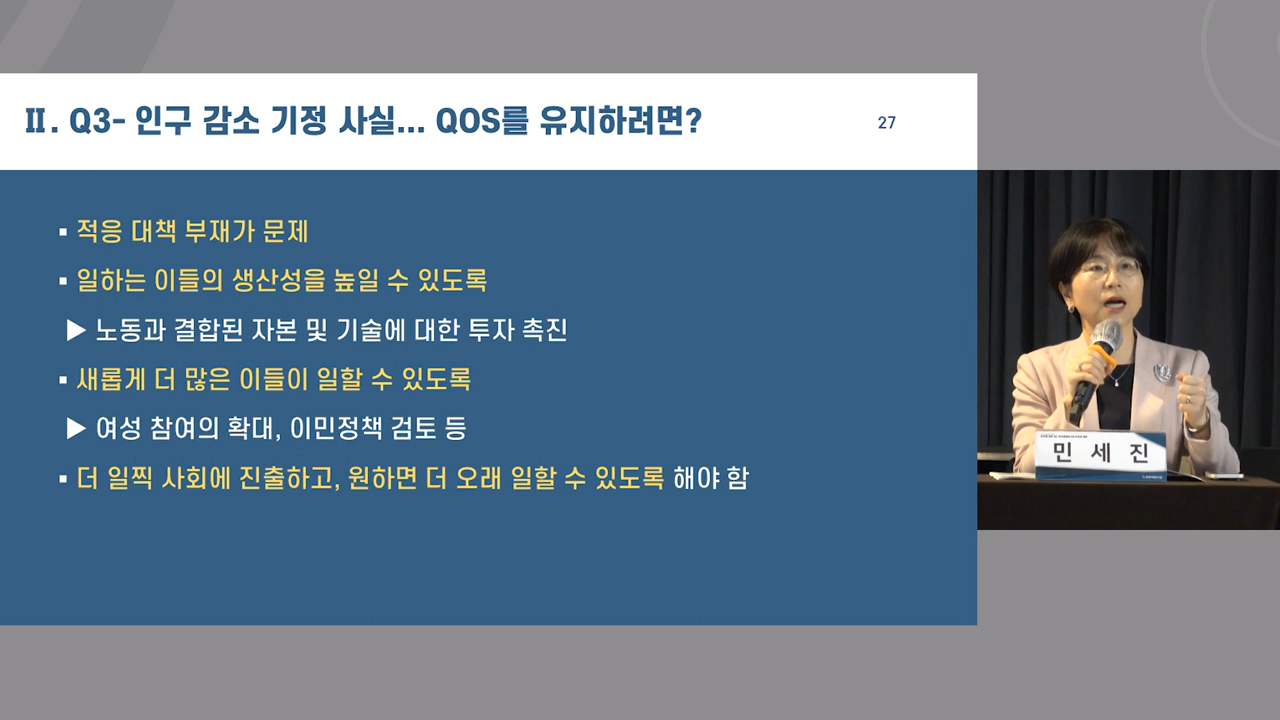 Ⅱ. Q3- 인구 감소 기정 사실... QOS를 유지하려면?
27
▪ 적응 대책 부재가 문제
▪ 일하는 이들의 생산성을 높일 수 있도록
▶ 노동과 결합된 자본 및 기술에 대한 투자 촉진
▪ 새롭게 더 많은 이들이 일할 수 있도록
▶ 여성 참여의 확대, 이민정책 검토 등
▪ 더 일찍 사회에 진출하고, 원하면 더 오래 일할 수 있도록 해야 함
민 세 진